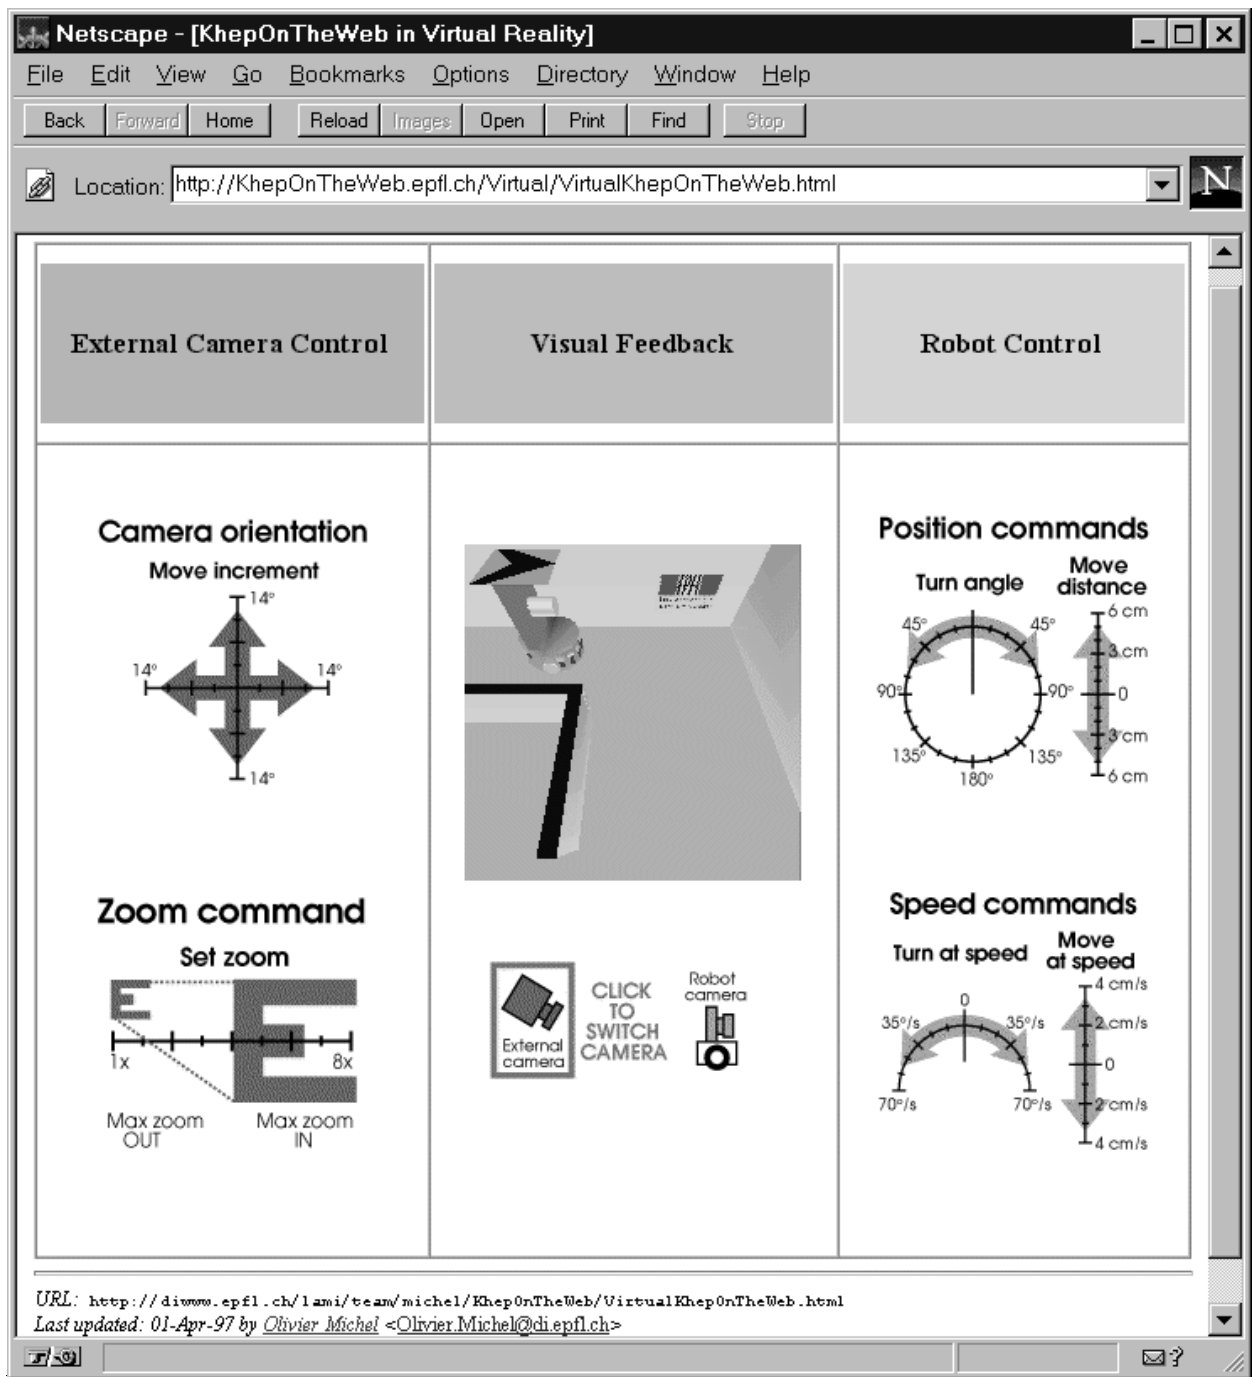 Netscape - [KhepOnTheWeb in Virtual Reality]
File Edit View Go Bookmarks Options Directory Window Help
Back Forward Home Reload Images Open Print Find Stop
Location: http://KhepOnTheWeb.epfl.ch/Virtual/VirtualKhepOnTheWeb.html
N
External Camera Control
Visual Feedback
Robot Control
Camera orientation
Move increment
14°
14° 14°
14°
Zoom command
Set zoom
E E
1x 8x
Max zoom Max zoom
OUT IN
External
camera
CLICK
TO
SWITCH
CAMERA
Robot
camera
Position commands
Turn angle
45° 45°
90° 90°
135° 135°
180°
Move
distance
6 cm
3 cm
0
3 cm
6 cm
Speed commands
Turn at speed
0
35°/s 35°/s
70°/s 70°/s
Move
at speed
4 cm/s
2 cm/s
0
2 cm/s
4 cm/s
URL: http://diwww.epfl.ch/lami/team/michel/KhepOnTheWeb/VirtualKhepOnTheWeb.html
Last updated: 01-Apr-97 by Olivier Michel <Olivier.Michel@di.epfl.ch>
?